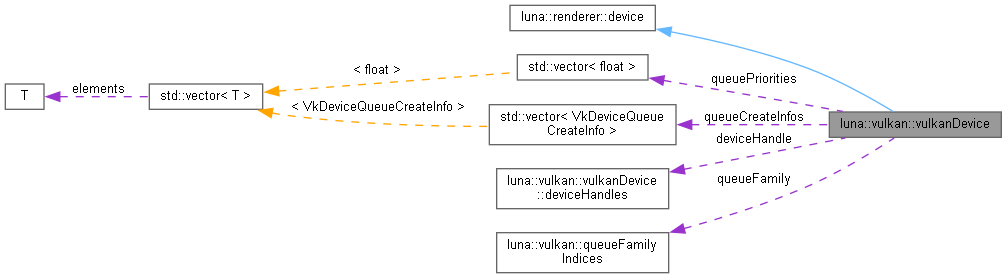 luna::renderer::device
< float >
std::vector< float >
queuePriorities
elements
T
std::vector< T >
< VkDeviceQueueCreateInfo >
std::vector< VkDeviceQueue
CreateInfo >
queueCreateInfos
luna::vulkan::vulkanDevice
deviceHandle
luna::vulkan::vulkanDevice
::deviceHandles
queueFamily
luna::vulkan::queueFamily
Indices